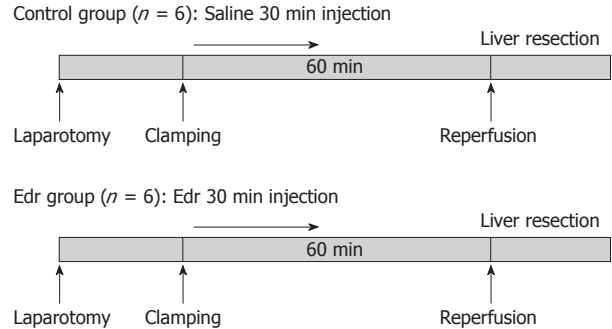 Control group (n = 6): Saline 30 min injection
Liver resection
60 min
Laparotomy Clamping Reperfusion
Edr group (n = 6): Edr 30 min injection
Liver resection
60 min
Laparotomy Clamping Reperfusion